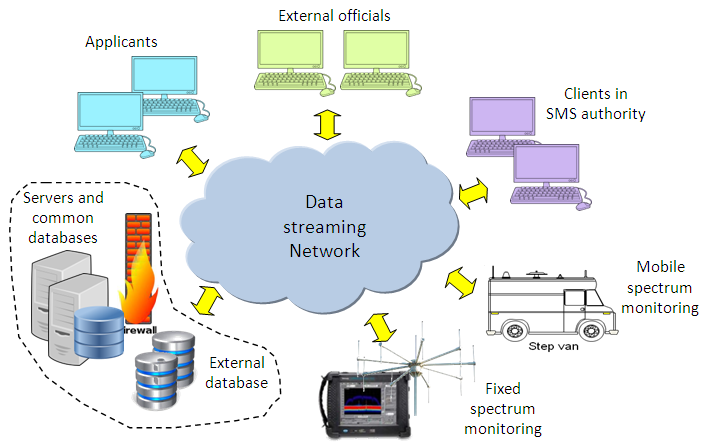 External officials
Applicants
Clients in
SMS authority
Data
streaming
Network
Servers and
common
databases
irewall
External
database
Mobile
spectrum
monitoring
Step van
Fixed
spectrum
monitoring